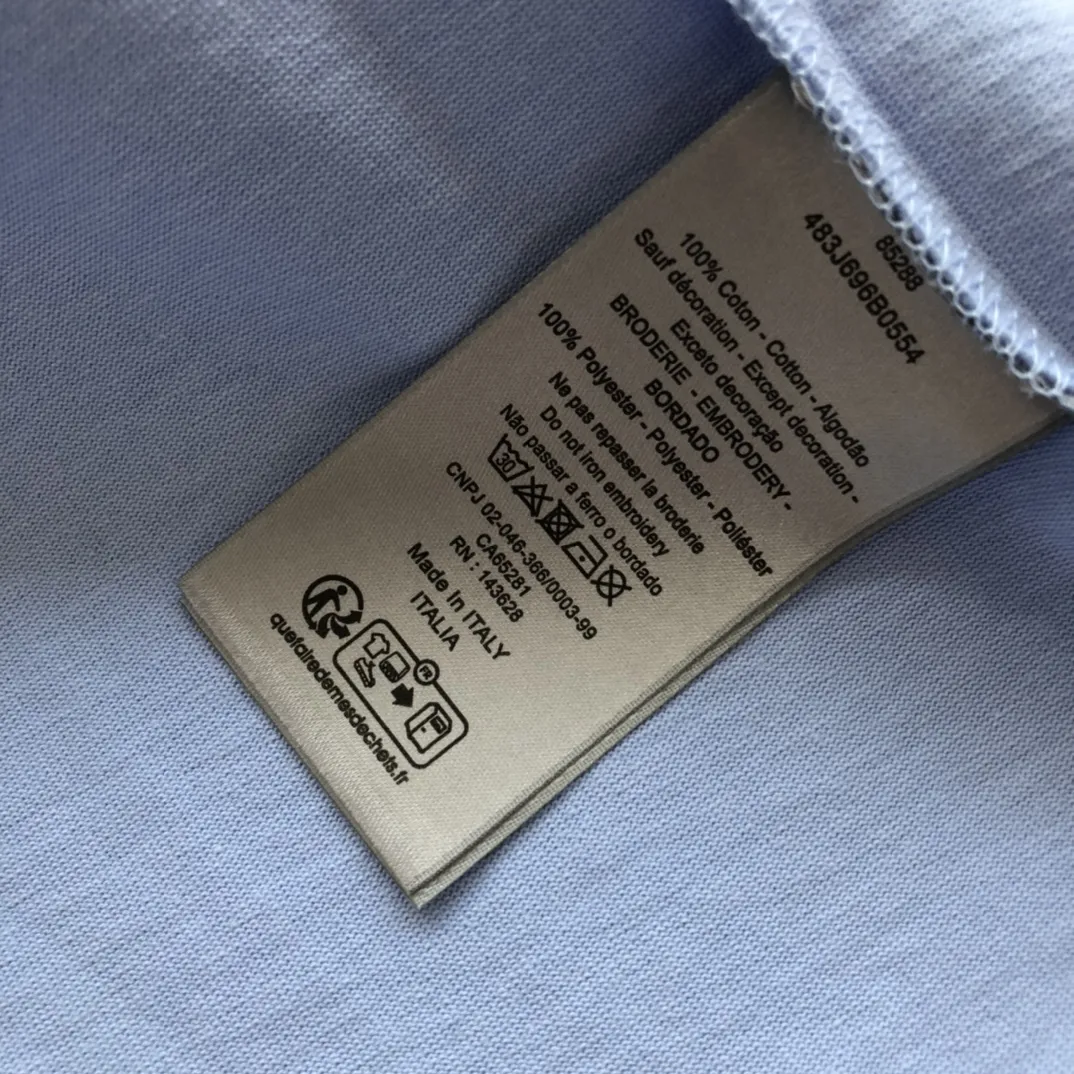 85288
483J696B0554
100% Coton - Cotton - Algodão
Sauf décoration - Except decoration -
Exceto decoração
BRODERIE - EMBRODERY -
BORDADO
100% Polyester - Polyester - Poliéster
Ne pas repasser la broderie
Do not iron embroidery
Não passar a ferro o bordado
30
CNPJ 02-046-366/0003-99
CA65281
RN : 143628
Made In ITALY
ITALIA
FR
quefairedemesdechets.fr